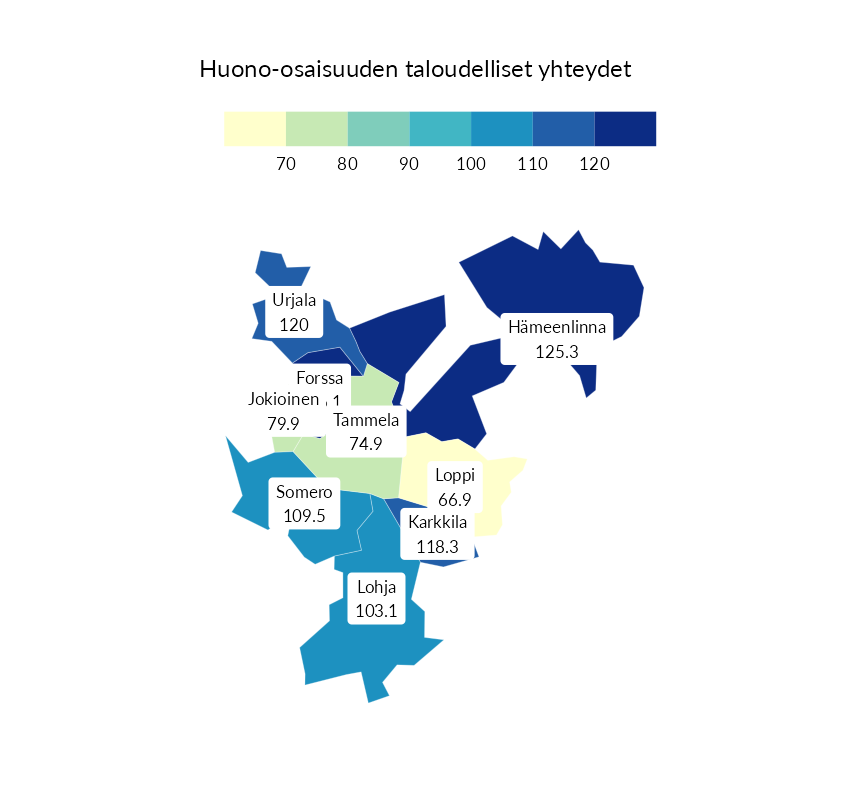 Huono-osaisuuden taloudelliset yhteydet
70 80 90 100 110 120
Urjala
120
Hämeenlinna
125.3
Forssa
Jokioinen
79.9
Tammela
74.9
Loppi
66.9
Somero
109.5
Karkkila
118.3
Lohja
103.1